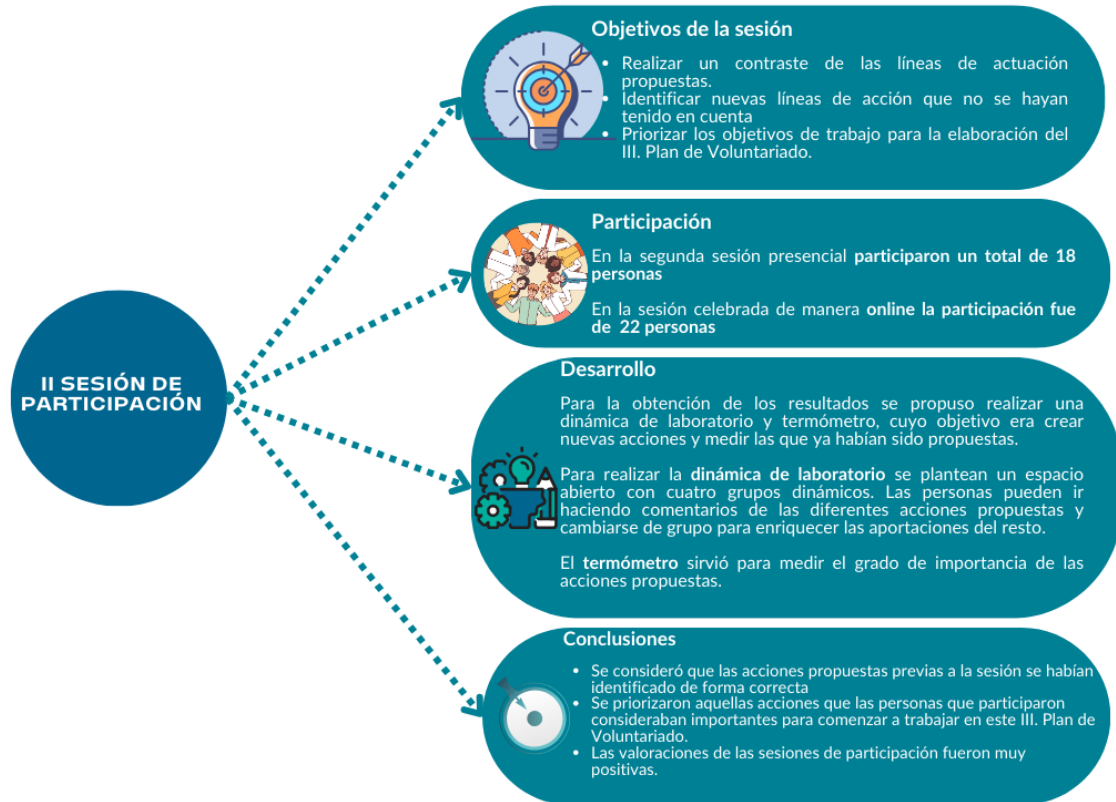 II SESIÓN DE
PARTICIPACIÓN
Objetivos de la sesión
• Realizar un contraste de las líneas de actuación
propuestas.
• Identificar nuevas líneas de acción que no se hayan
tenido en cuenta
• Priorizar los objetivos de trabajo para la elaboración del
III. Plan de Voluntariado.
Participación
En la segunda sesión presencial participaron un total de 18
personas
En la sesión celebrada de manera online la participación fue
de 22 personas
Desarrollo
Para la obtención de los resultados se propuso realizar una
dinámica de laboratorio y termómetro, cuyo objetivo era crear
nuevas acciones y medir las que ya habían sido propuestas.
Para realizar la dinámica de laboratorio se plantean un espacio
abierto con cuatro grupos dinámicos. Las personas pueden ir
haciendo comentarios de las diferentes acciones propuestas y
cambiarse de grupo para enriquecer las aportaciones del resto.
El termómetro sirvió para medir el grado de importancia de las
acciones propuestas.
Conclusiones
• Se consideró que las acciones propuestas previas a la sesión se habían
identificado de forma correcta
• Se priorizaron aquellas acciones que las personas que participaron
consideraban importantes para comenzar a trabajar en este III. Plan de
Voluntariado.
• Las valoraciones de las sesiones de participación fueron muy
positivas.